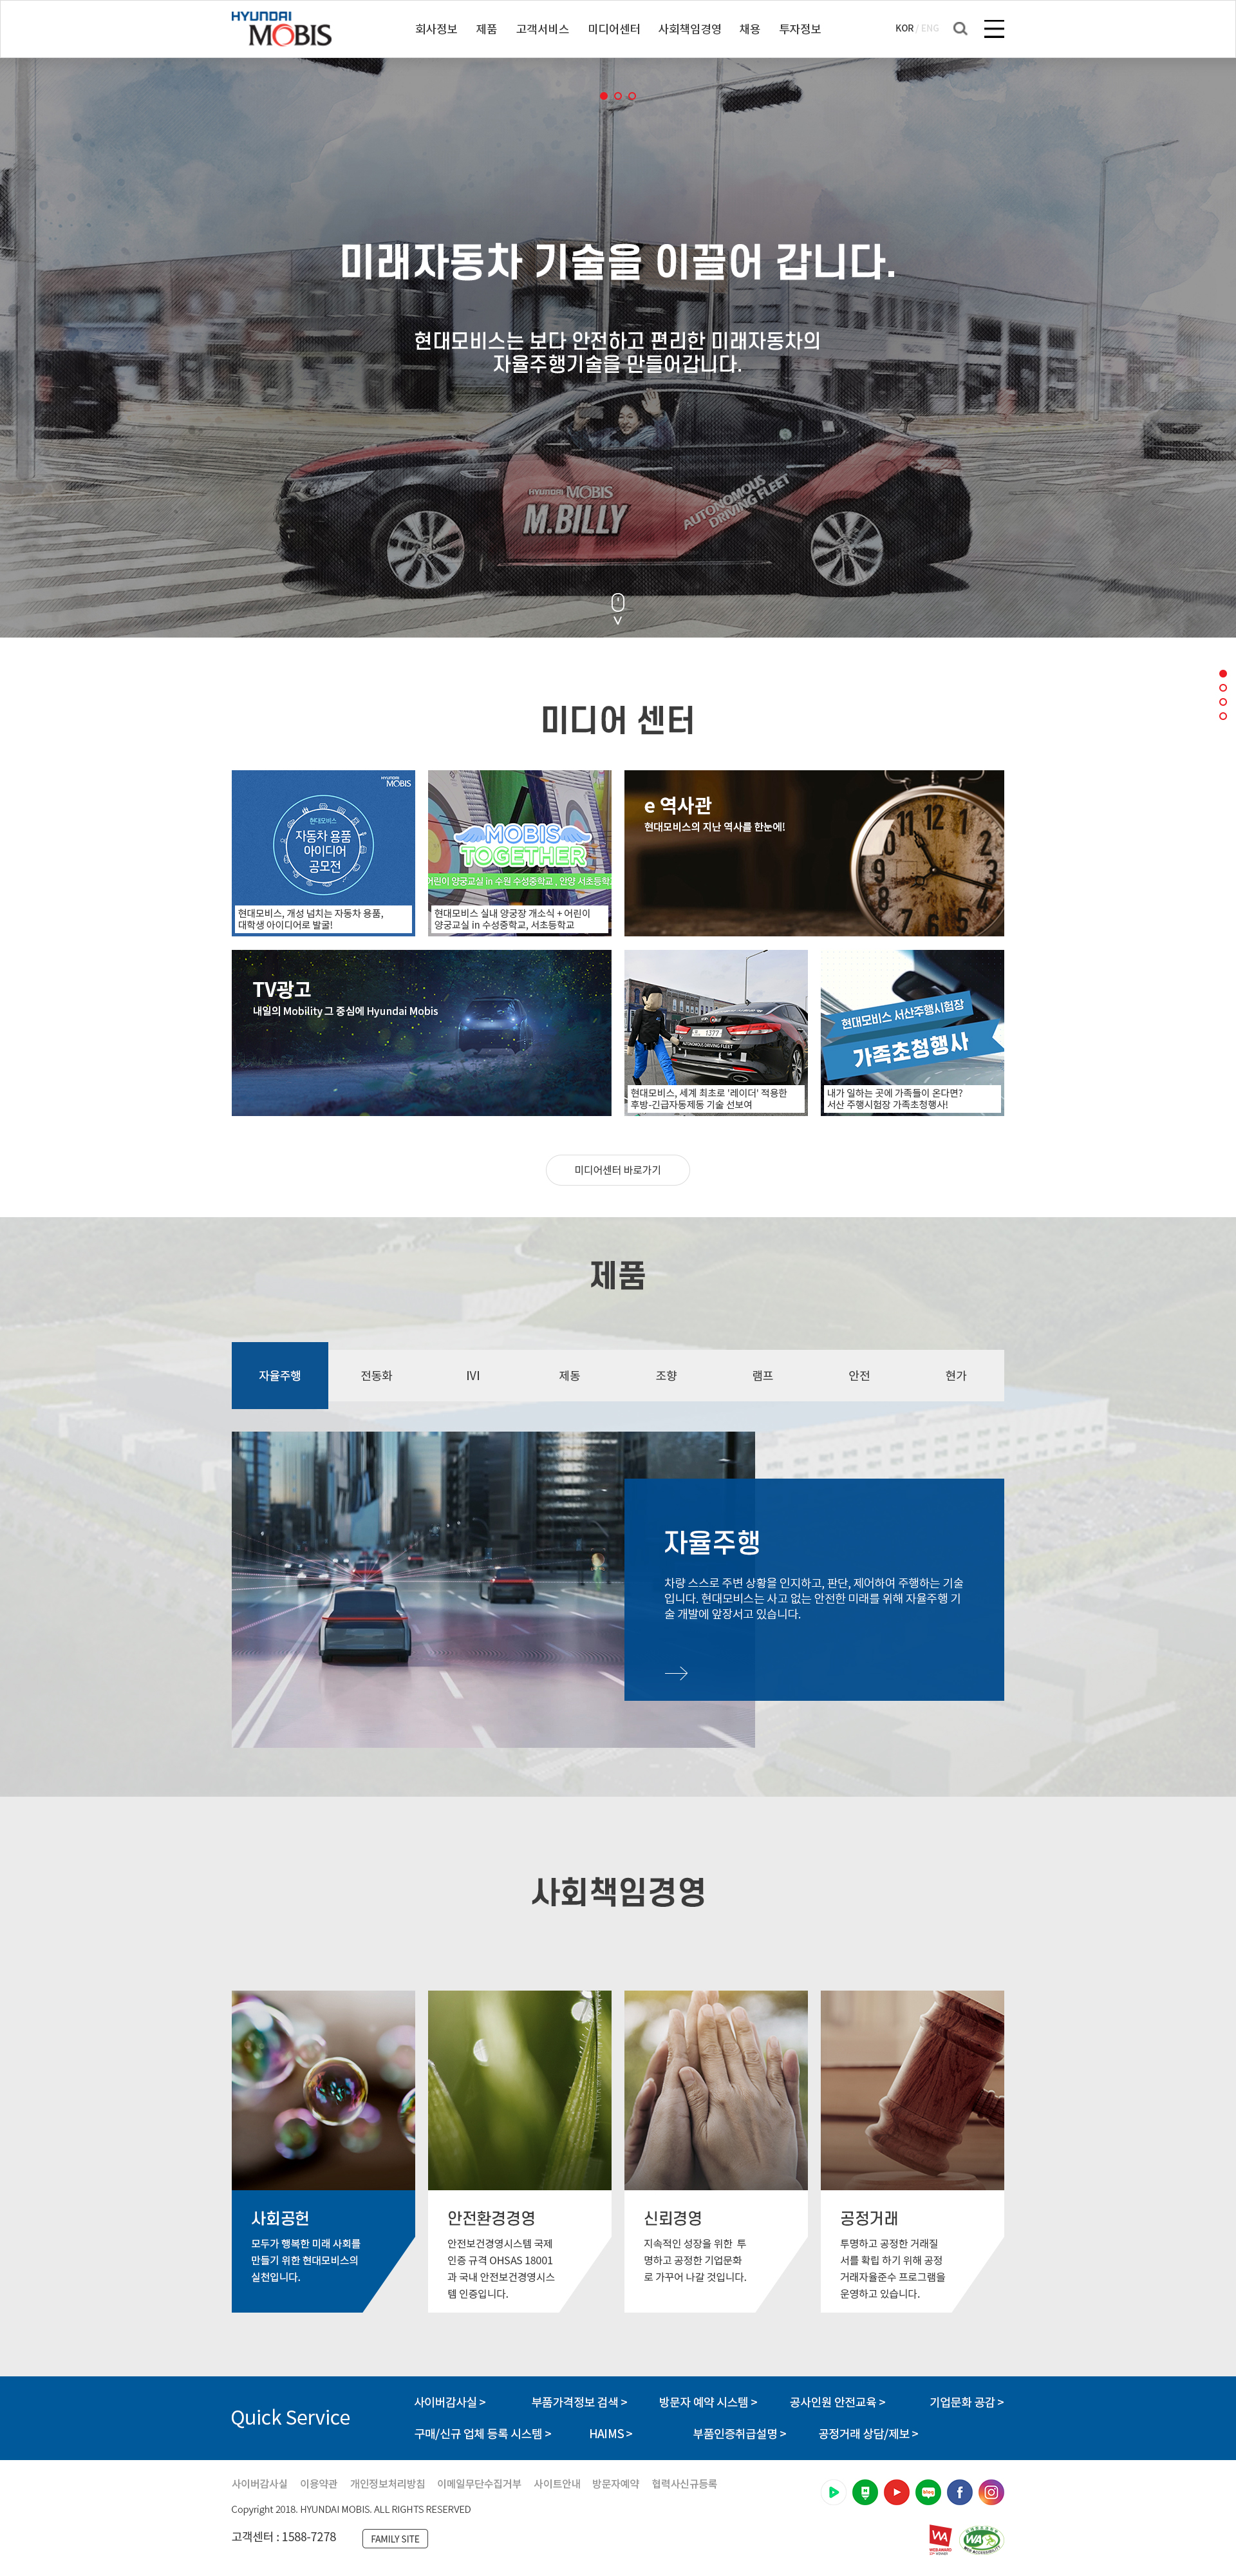 HYUNDAI
MOBIS
회사정보 제품 고객서비스 미디어센터 사회책임경영 채용 투자정보
KOR / ENG
미래자동차 기술을 이끌어 갑니다.
현대모비스는 보다 안전하고 편리한 미래자동차의
자율주행기술을 만들어갑니다.
HYUNDAI MOBIS
M.BILLY
AUTONOMOUS
DRIVING FLEET
미디어 센터
HYUNDAI
MOBIS
현대모비스
자동차 용품
아이디어
공모전
현대모비스, 개성 넘치는 자동차 용품,
대학생 아이디어로 발굴!
MOBIS
TOGETHER
어린이 양궁교실 in 수원 수성중학교 , 안양 서초등학교
현대모비스 실내 양궁장 개소식 + 어린이
양궁교실 in 수성중학교, 서초등학교
e 역사관
현대모비스의 지난 역사를 한눈에!
11 12 1
10 2
9 3
8 4
7 6 5
TV광고
내일의 Mobility 그 중심에 Hyundai Mobis
1377
AUTONOMOUS DRIVING FLEET
현대모비스, 세계 최초로 '레이더' 적용한
후방-긴급자동제동 기술 선보여
현대모비스 서산주행시험장
가족초청행사
내가 일하는 곳에 가족들이 온다면?
서산 주행시험장 가족초청행사!
미디어센터 바로가기
제품
자율주행 전동화 IVI 제동 조향 램프 안전 현가
자율주행
차량 스스로 주변 상황을 인지하고, 판단, 제어하여 주행하는 기술
입니다. 현대모비스는 사고 없는 안전한 미래를 위해 자율주행 기
술 개발에 앞장서고 있습니다.
사회책임경영
사회공헌
모두가 행복한 미래 사회를
만들기 위한 현대모비스의
실천입니다.
안전환경경영
안전보건경영시스템 국제
인증 규격 OHSAS 18001
과 국내 안전보건경영시스
템 인증입니다.
신뢰경영
지속적인 성장을 위한 투
명하고 공정한 기업문화
로 가꾸어 나갈 것입니다.
공정거래
투명하고 공정한 거래질
서를 확립 하기 위해 공정
거래자율준수 프로그램을
운영하고 있습니다.
Quick Service
사이버감사실 > 부품가격정보 검색 > 방문자 예약 시스템 > 공사인원 안전교육 > 기업문화 공감 >
구매/신규 업체 등록 시스템 > HAIMS > 부품인증취급설명 > 공정거래 상담/제보 >
사이버감사실 이용약관 개인정보처리방침 이메일무단수집거부 사이트안내 방문자예약 협력사신규등록
Copyright 2018. HYUNDAI MOBIS. ALL RIGHTS RESERVED
고객센터 : 1588-7278
FAMILY SITE
blog
WA
WEB AWARD
WA
WEB ACCESSIBILITY